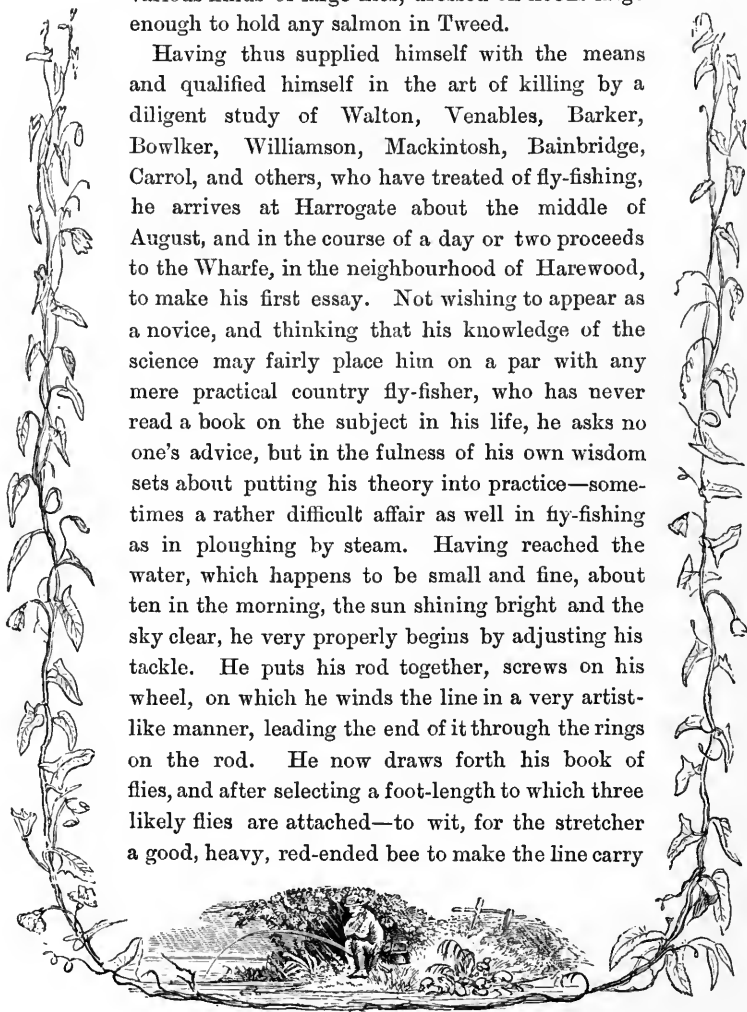 enough to hold any salmon in Tweed.
Having thus supplied himself with the means
and qualified himself in the art of killing by a
diligent study of Walton, Venables, Barker,
Bowlker, Williamson, Mackintosh, Bainbridge,
Carrol, and others, who have treated of fly-fishing,
he arrives at Harrogate about the middle of
August, and in the course of a day or two proceeds
to the Wharfe, in the neighbourhood of Harewood,
to make his first essay. Not wishing to appear as
a novice, and thinking that his knowledge of the
science may fairly place him on a par with any
mere practical country fly-fisher, who has never
read a book on the subject in his life, he asks no
one's advice, but in the fulness of his own wisdom
sets about putting his theory into practice—some-
times a rather difficult affair as well in fly-fishing
as in ploughing by steam. Having reached the
water, which happens to be small and fine, about
ten in the morning, the sun shining bright and the
sky clear, he very properly begins by adjusting his
tackle. He puts his rod together, screws on his
wheel, on which he winds the line in a very artist-
like manner, leading the end of it through the rings
on the rod. He now draws forth his book of
flies, and after selecting a foot-length to which three
likely flies are attached—to wit, for the stretcher
a good, heavy, red-ended bee to make the line carry